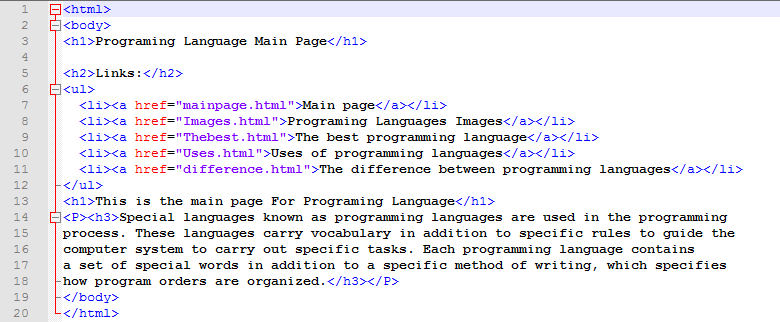 1 <html>
2 <body>
3 <h1>Programing Language Main Page</h1>
4
5 <h2>Links:</h2>
6 <ul>
7 <li><a href="mainpage.html">Main page</a></li>
8 <li><a href="Images.html">Programing Languages Images</a></li>
9 <li><a href="Thebest.html">The best programming language</a></li>
10 <li><a href="Uses.html">Uses of programming languages</a></li>
11 <li><a href="difference.html">The difference between programming languages</a></li>
12 </ul>
13 <h1>This is the main page For Programing Language</h1>
14 <P><h3>Special languages known as programming languages are used in the programming
15 process. These languages carry vocabulary in addition to specific rules to guide the
16 computer system to carry out specific tasks. Each programming language contains
17 a set of special words in addition to a specific method of writing, which specifies
18 how program orders are organized.</h3></P>
19 </body>
20 </html>